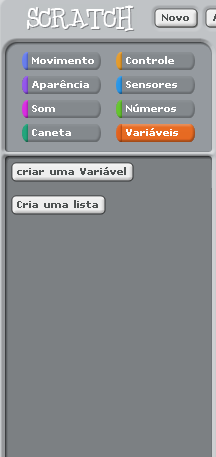 SCRATCH Novo A
Movimento Controle
Aparência Sensores
Som Números
Caneta Variáveis
criar uma Variável
Cria uma lista